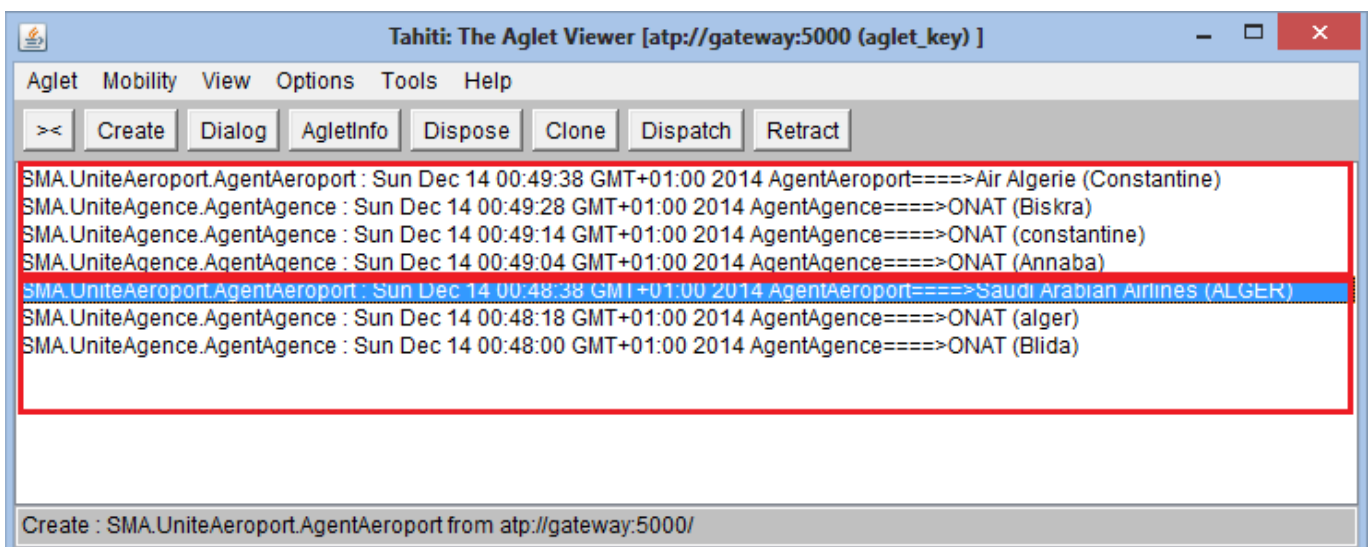 Tahiti: The Aglet Viewer [atp://gateway:5000 (aglet_key) ]
Aglet Mobility View Options Tools Help
>< Create Dialog AgletInfo Dispose Clone Dispatch Retract
SMA.UniteAeroport.AgentAeroport : Sun Dec 14 00:49:38 GMT+01:00 2014 AgentAeroport====>Air Algerie (Constantine)
SMA.UniteAgence.AgentAgence : Sun Dec 14 00:49:28 GMT+01:00 2014 AgentAgence====>ONAT (Biskra)
SMA.UniteAgence.AgentAgence : Sun Dec 14 00:49:14 GMT+01:00 2014 AgentAgence====>ONAT (constantine)
SMA.UniteAgence.AgentAgence : Sun Dec 14 00:49:04 GMT+01:00 2014 AgentAgence====>ONAT (Annaba)
SMA.UniteAeroport.AgentAeroport : Sun Dec 14 00:48:38 GMT+01:00 2014 AgentAeroport====>Saudi Arabian Airlines (ALGER)
SMA.UniteAgence.AgentAgence : Sun Dec 14 00:48:18 GMT+01:00 2014 AgentAgence====>ONAT (alger)
SMA.UniteAgence.AgentAgence : Sun Dec 14 00:48:00 GMT+01:00 2014 AgentAgence====>ONAT (Blida)
Create : SMA.UniteAeroport.AgentAeroport from atp://gateway:5000/